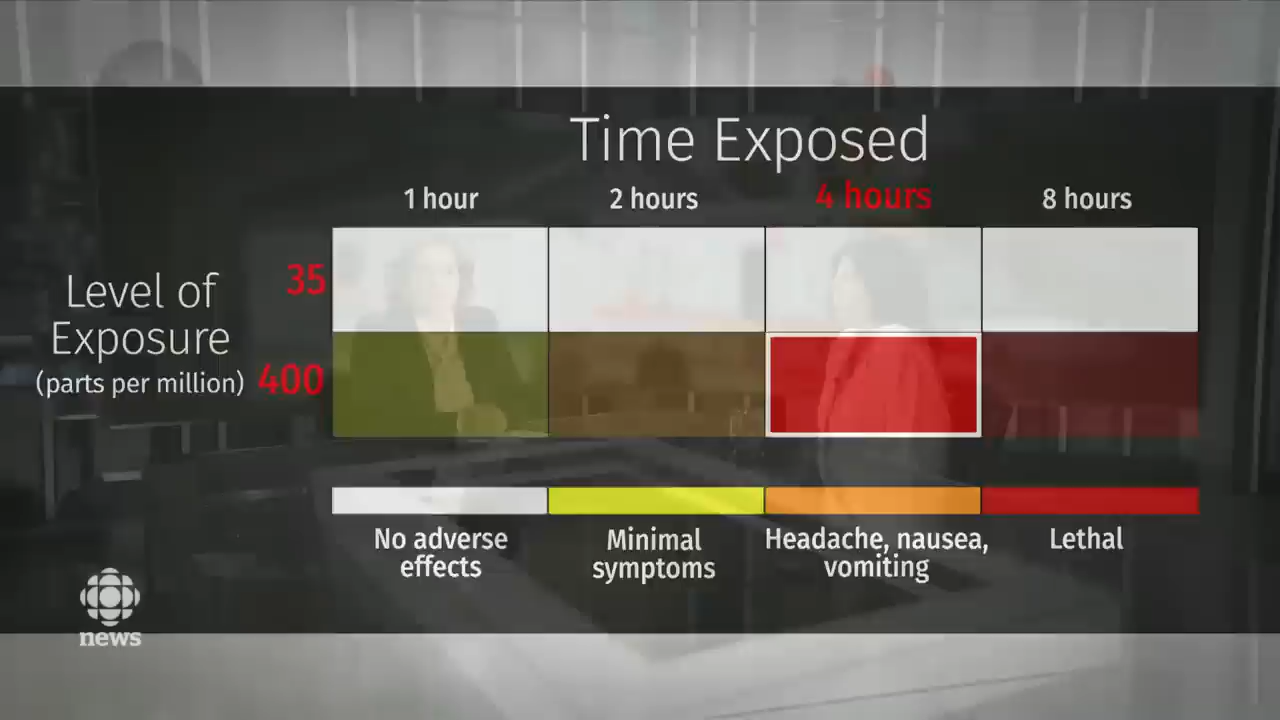 Time Exposed
1 hour
2 hours
4 hours
8 hours
Level of
Exposure
(parts per million)
35
400
No adverse
effects
Minimal
symptoms
Headache, nausea,
vomiting
Lethal
news